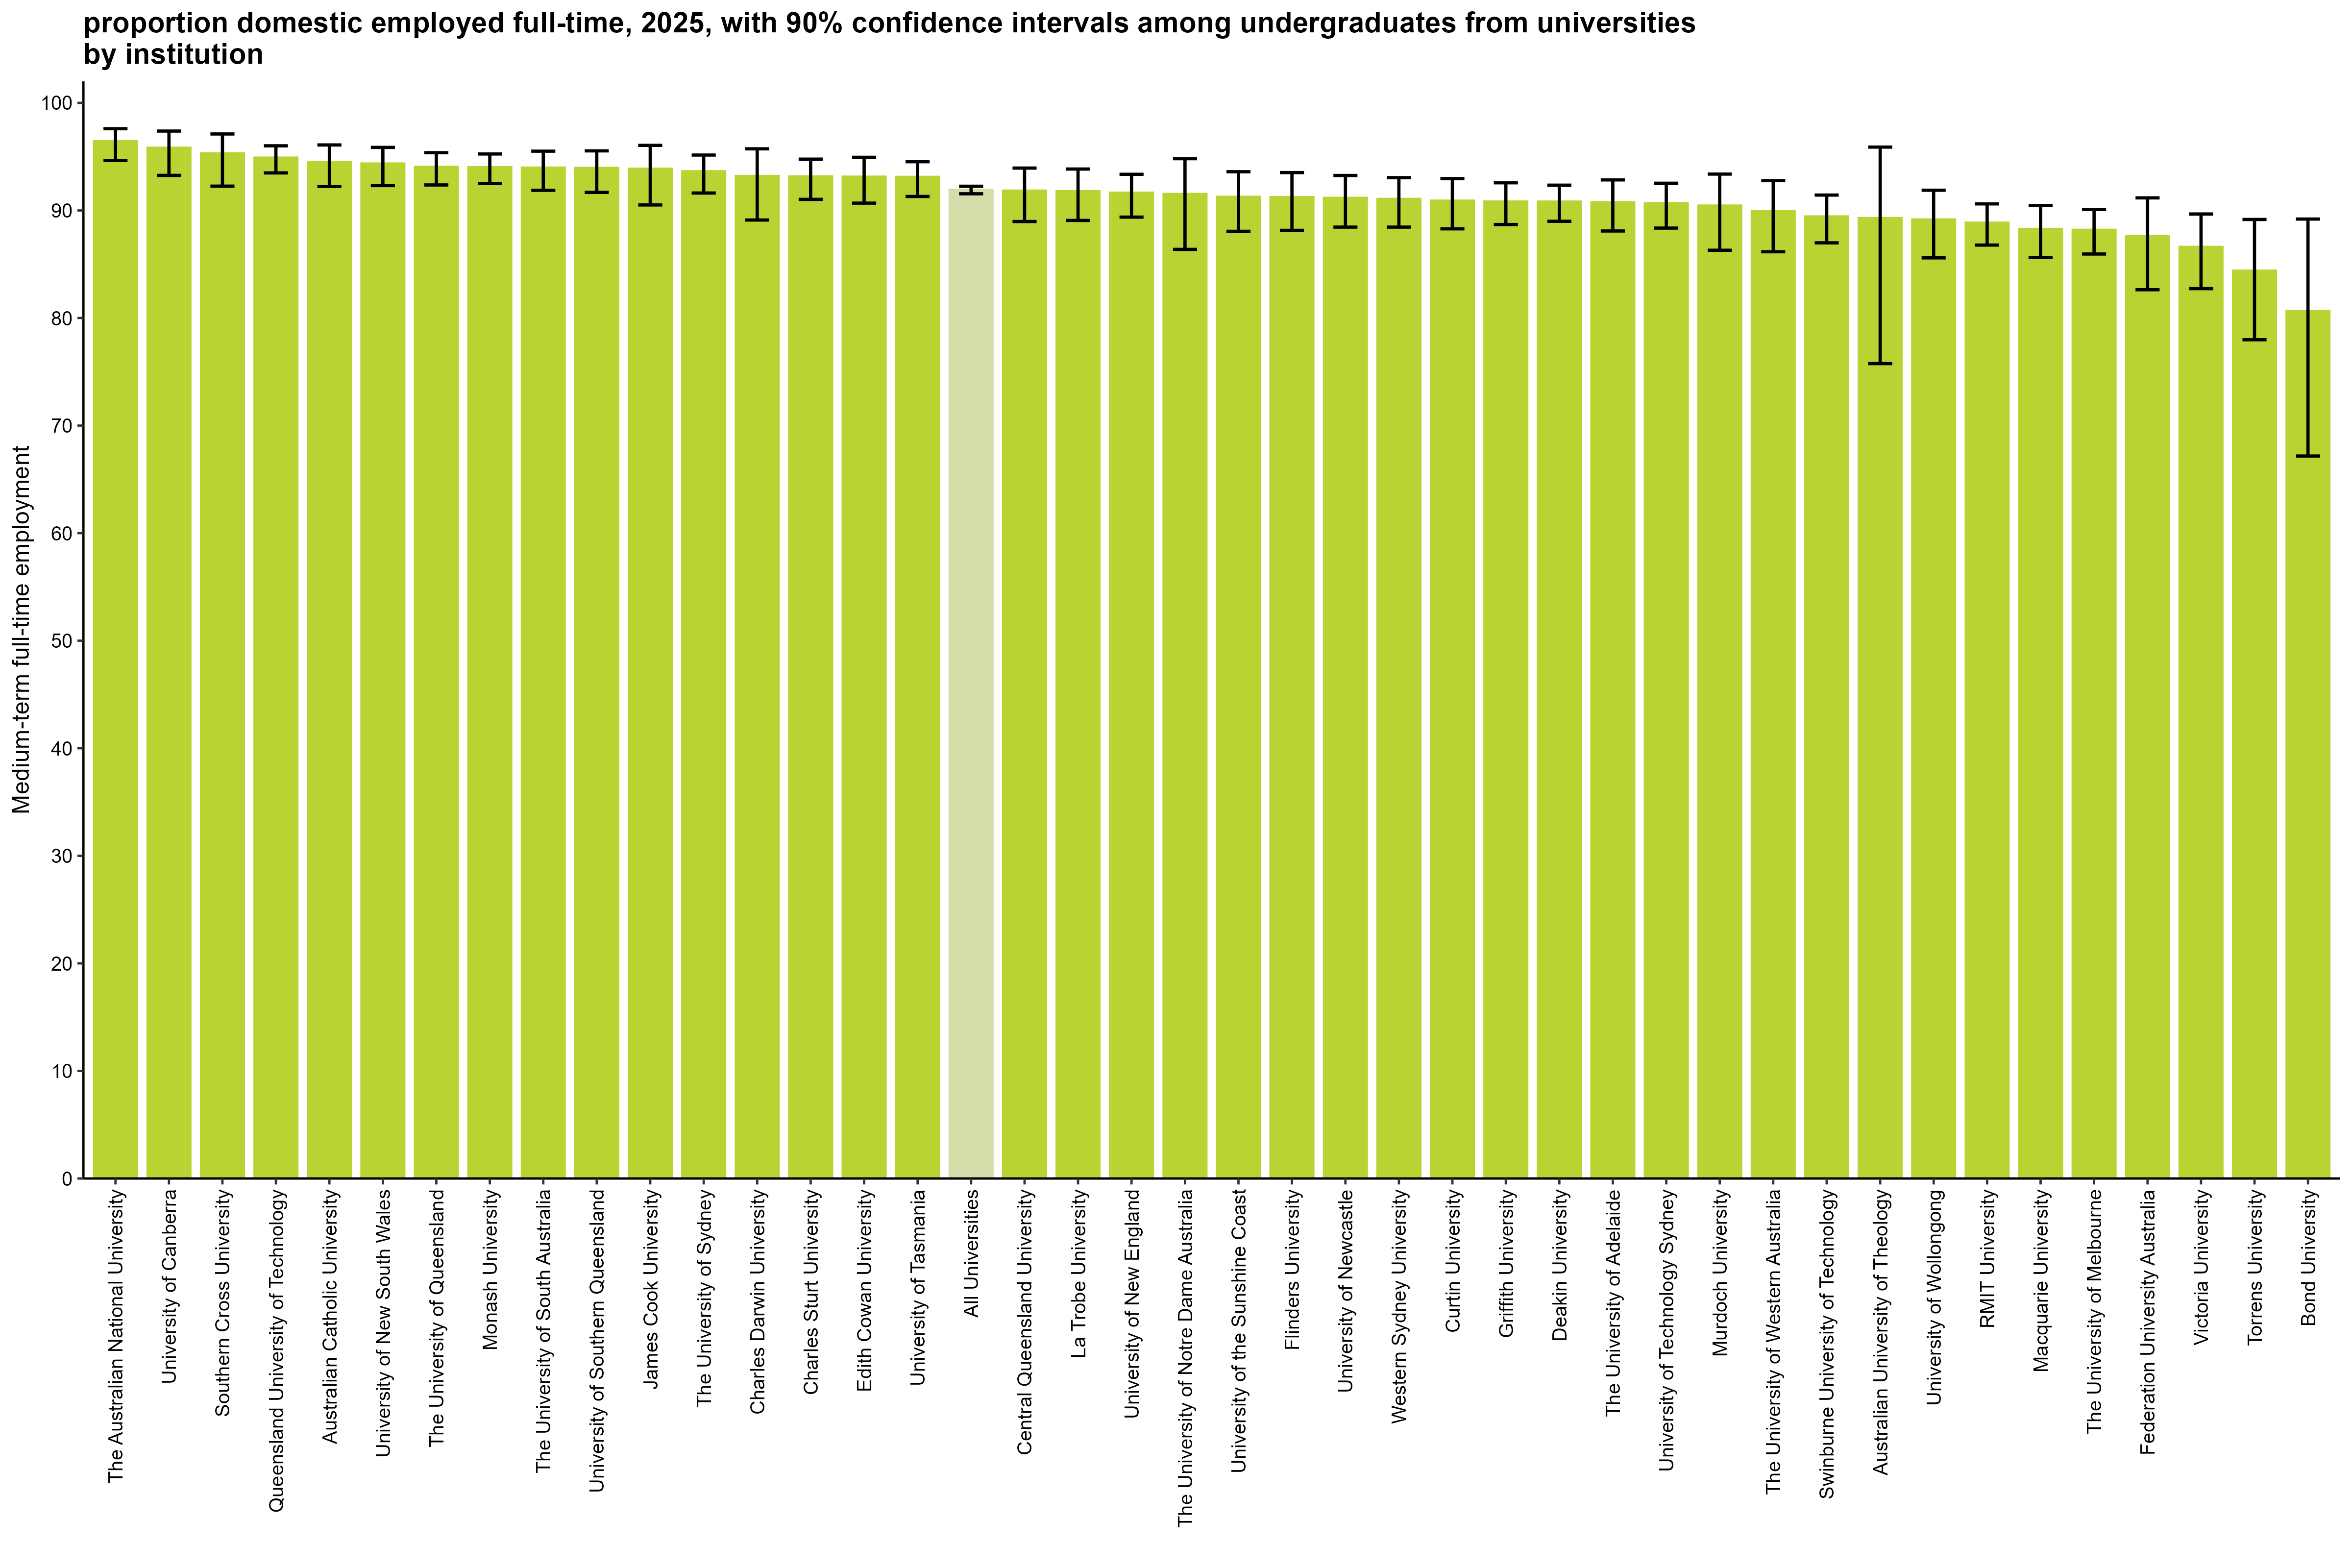 proportion domestic employed full-time, 2025, with 90% confidence intervals among undergraduates from universities
by institution
Medium-term full-time employment
100
90
80
70
60
50
40
30
20
10
0
The Australian National University
University of Canberra
Southern Cross University
Queensland University of Technology
Australian Catholic University
University of New South Wales
The University of Queensland
Monash University
The University of South Australia
University of Southern Queensland
James Cook University
The University of Sydney
Charles Darwin University
Charles Sturt University
Edith Cowan University
University of Tasmania
All Universities
Central Queensland University
La Trobe University
University of New England
The University of Notre Dame Australia
University of the Sunshine Coast
Flinders University
University of Newcastle
Western Sydney University
Curtin University
Griffith University
Deakin University
The University of Adelaide
University of Technology Sydney
Murdoch University
The University of Western Australia
Swinburne University of Technology
Australian University of Theology
University of Wollongong
RMIT University
Macquarie University
The University of Melbourne
Federation University Australia
Victoria University
Torrens University
Bond University